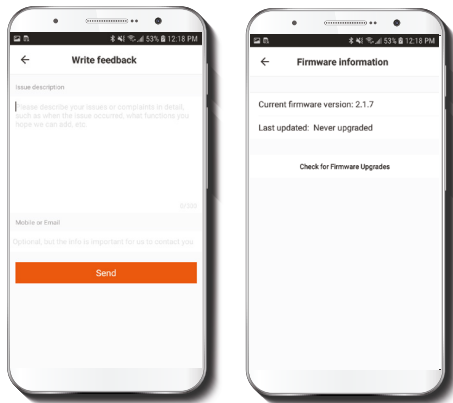 53% 12:18 PM
Write feedback
Issue description
Please describe your issues or complaints in detail,
such as when the issue occurred, what functions you
hope we can add, etc.
Mobile or Email
Optional, but the info is important for us to contact you
Send
53% 12:18 PM
Firmware information
Current firmware version: 2.1.7
Last updated: Never upgraded
Check for Firmware Upgrades